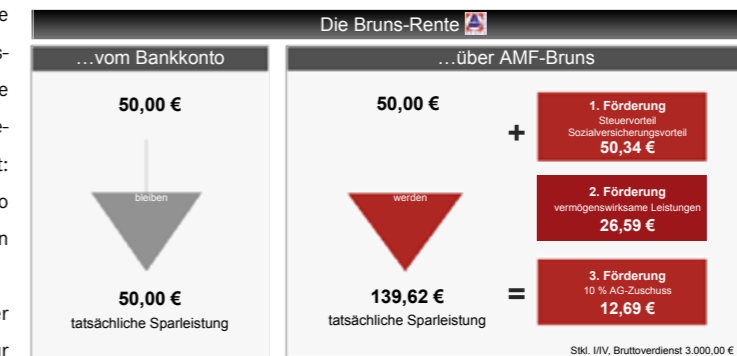 Die Bruns-Rente
…vom Bankkonto
50,00 €
bleiben
50,00 €
tatsächliche Sparleistung
…über AMF-Bruns
50,00 €
werden
139,62 €
tatsächliche Sparleistung
+
1. Förderung
Steuervorteil
Sozialversicherungsvorteil
50,34 €
2. Förderung
vermögenswirksame Leistungen
26,59 €
=
3. Förderung
10 % AG-Zuschuss
12,69 €
Stkl. I/IV, Bruttoverdienst 3.000,00 €